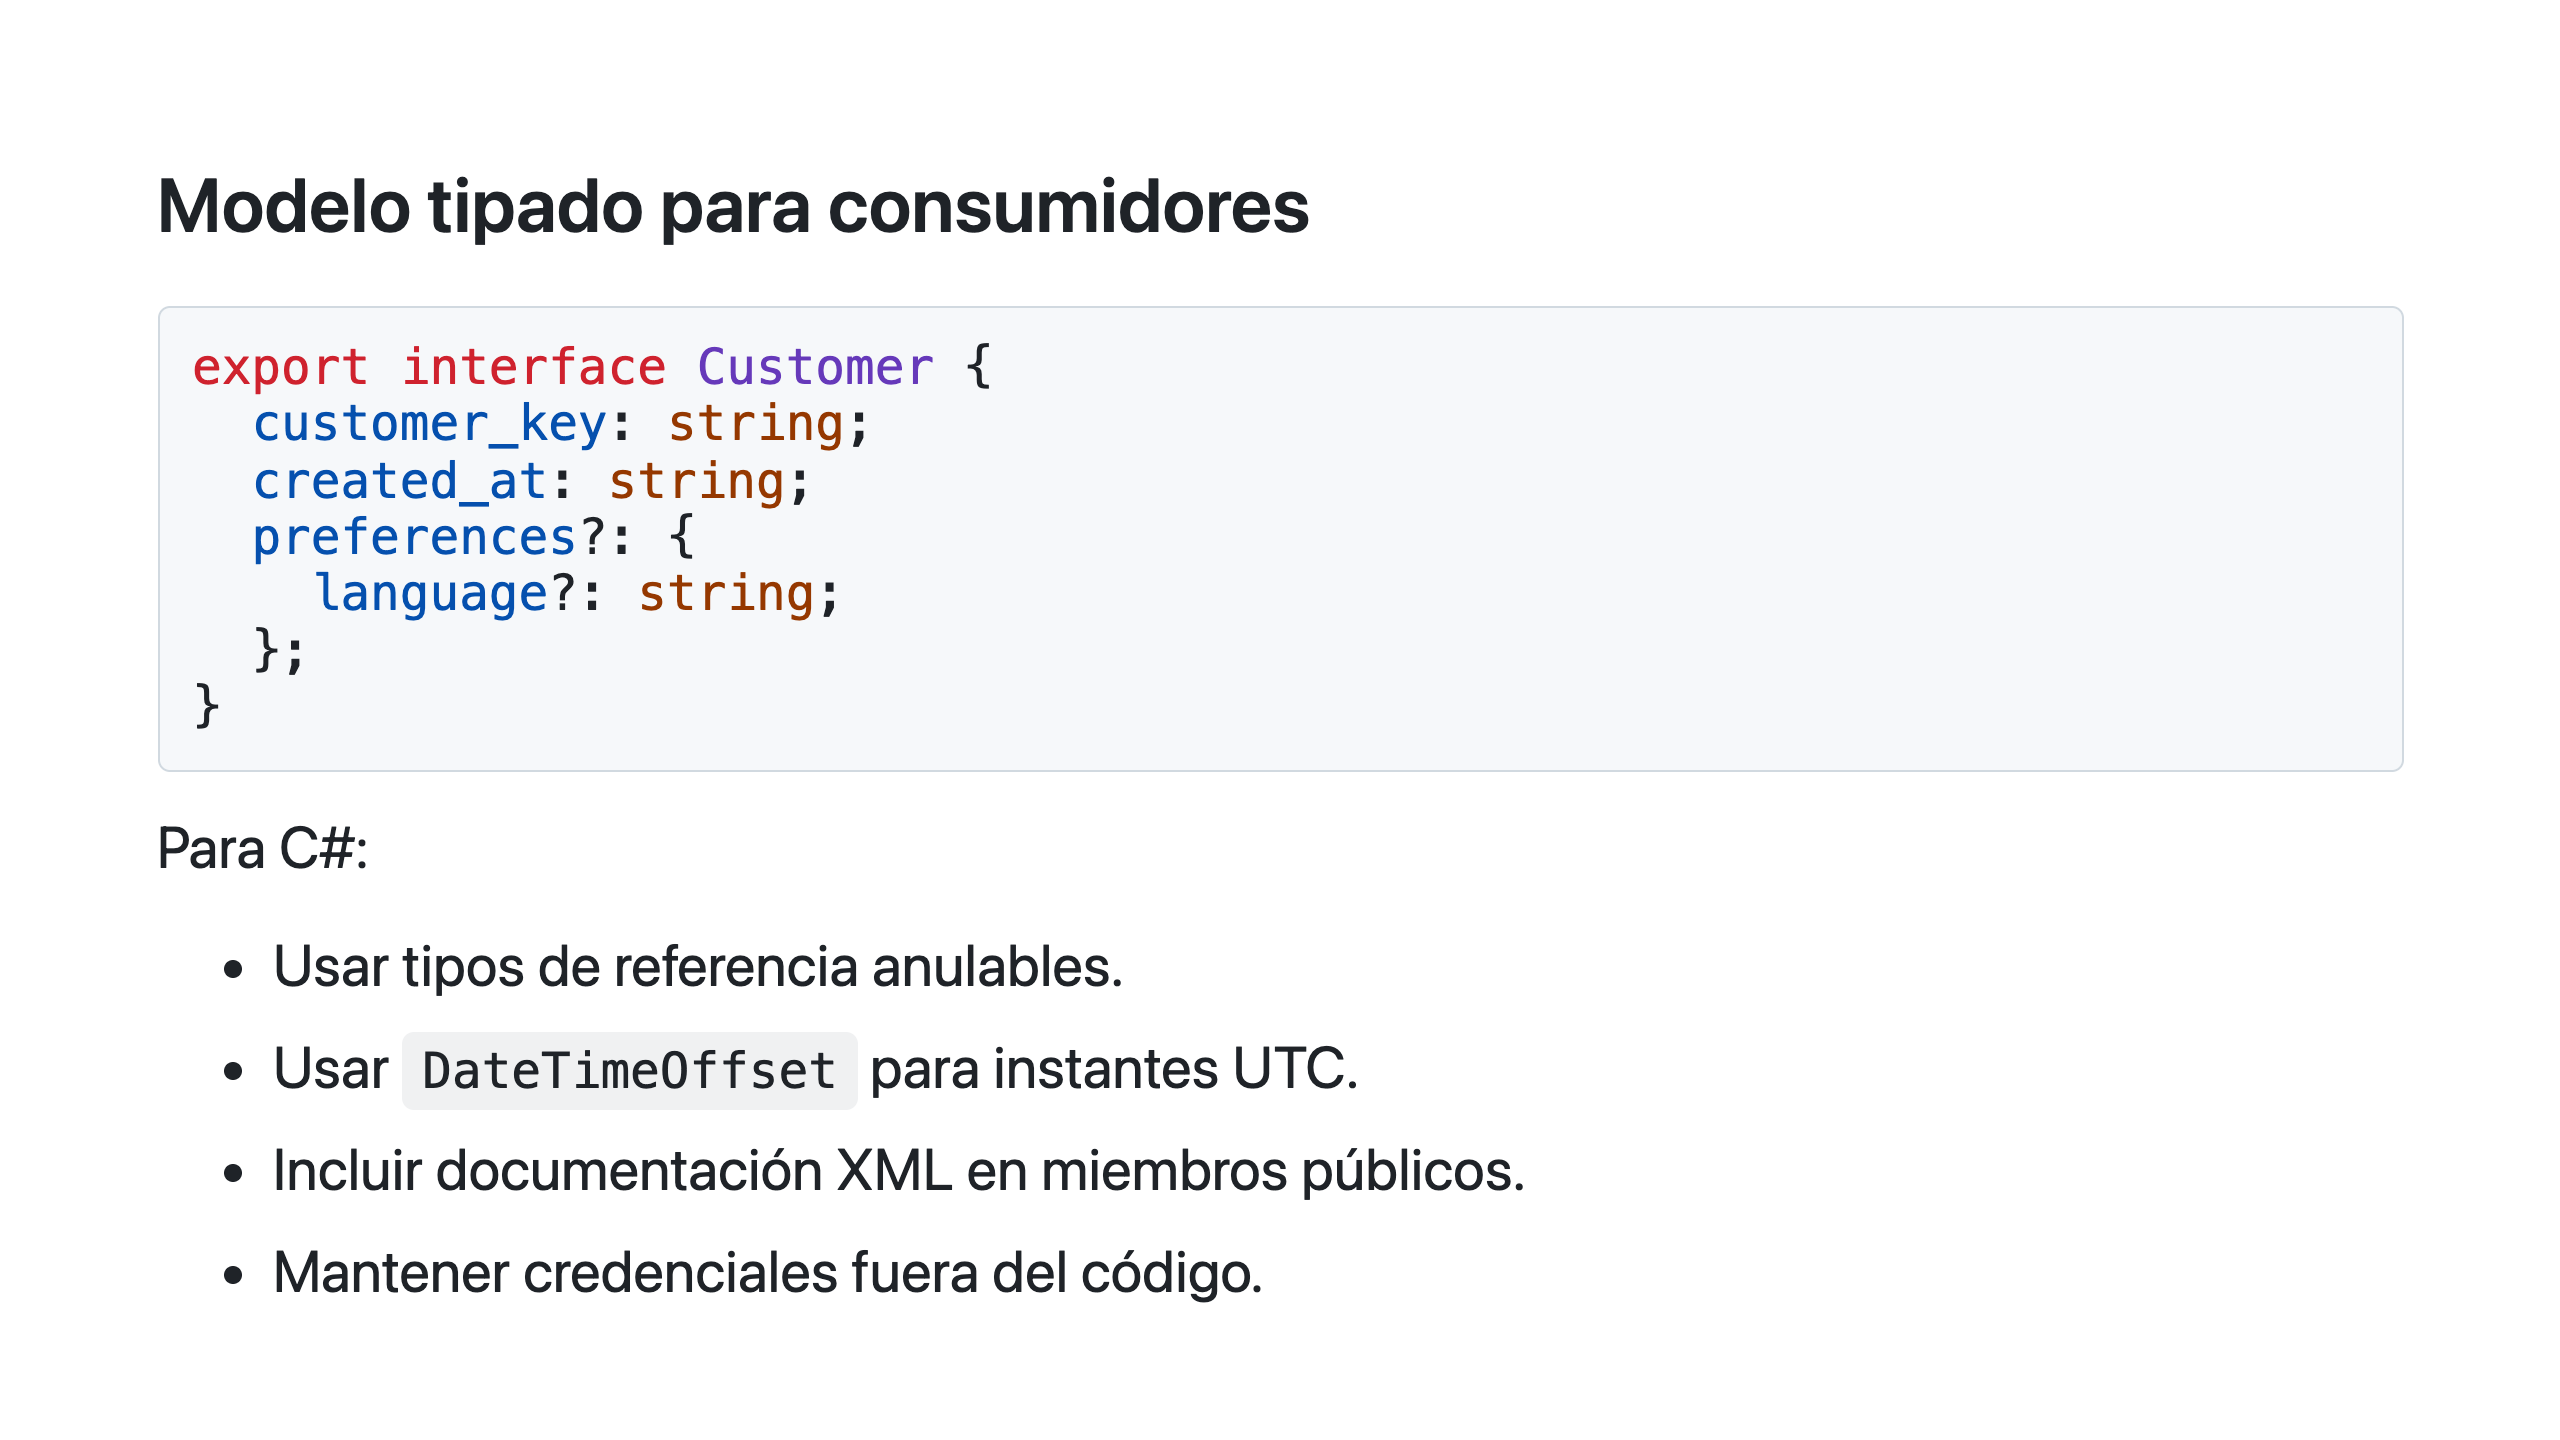 Modelo tipado para consumidores
export interface Customer {
  customer_key: string;
  created_at: string;
  preferences?: {
    language?: string;
  };
}
Para C#:
• Usar tipos de referencia anulables.
• Usar DateTimeOffset para instantes UTC.
• Incluir documentación XML en miembros públicos.
• Mantener credenciales fuera del código.